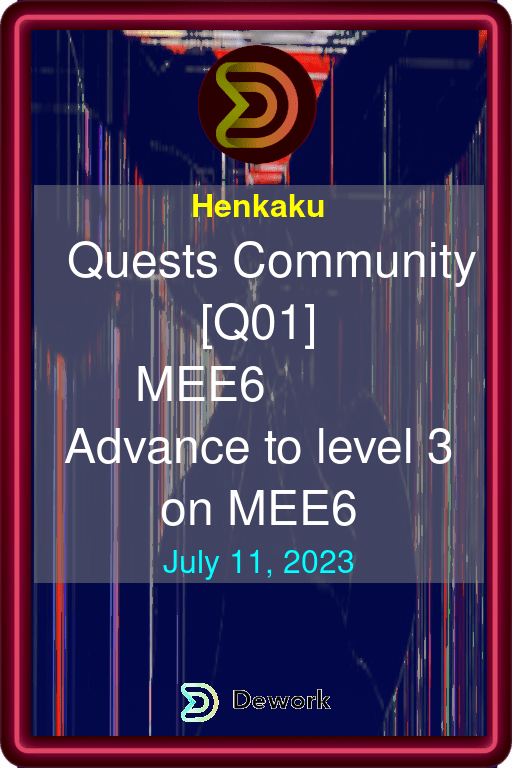 Henkaku
Quests Community
[Q01]
MEE6
Advance to level 3
on MEE6
July 11, 2023
Dework